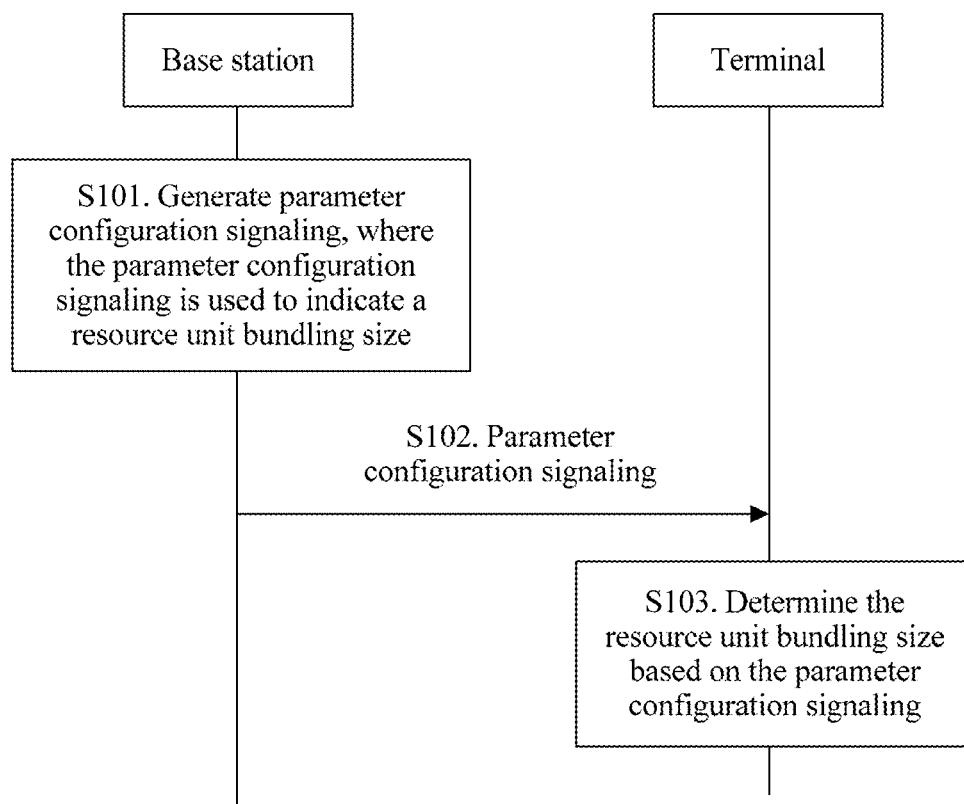 Base station
Terminal
S101. Generate parameter
configuration signaling, where
the parameter configuration
signaling is used to indicate a
resource unit bundling size
S102. Parameter
configuration signaling
S103. Determine the
resource unit bundling size
based on the parameter
configuration signaling